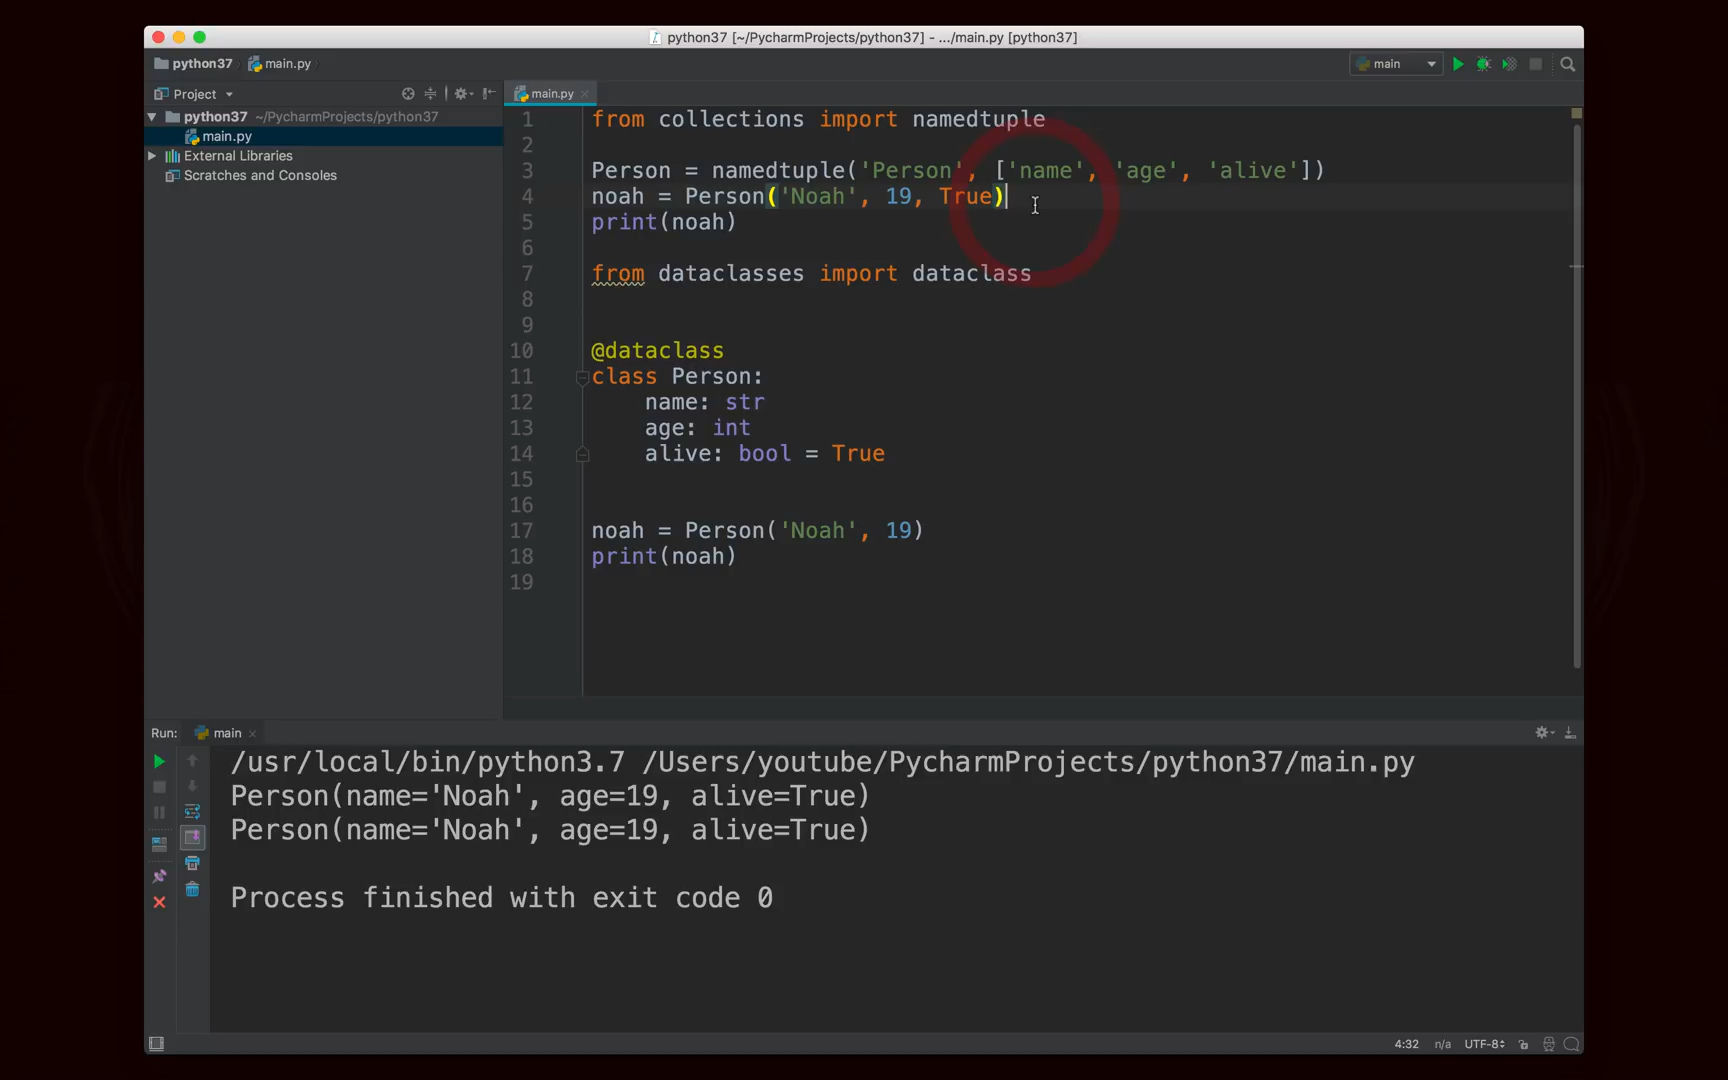 python37 [~/PycharmProjects/python37] - .../main.py [python37]
python37 main.py main
Project main.py
python37 ~/PycharmProjects/python37
main.py
External Libraries
Scratches and Consoles
1 from collections import namedtuple
2
3 Person = namedtuple('Person', ['name', 'age', 'alive'])
4 noah = Person('Noah', 19, True)
5 print(noah)
6
7 from dataclasses import dataclass
8
9
10 @dataclass
11 class Person:
12 name: str
13 age: int
14 alive: bool = True
15
16
17 noah = Person('Noah', 19)
18 print(noah)
19
Run: main
/usr/local/bin/python3.7 /Users/youtube/PycharmProjects/python37/main.py
Person(name='Noah', age=19, alive=True)
Person(name='Noah', age=19, alive=True)
Process finished with exit code 0
4:32 n/a UTF-8